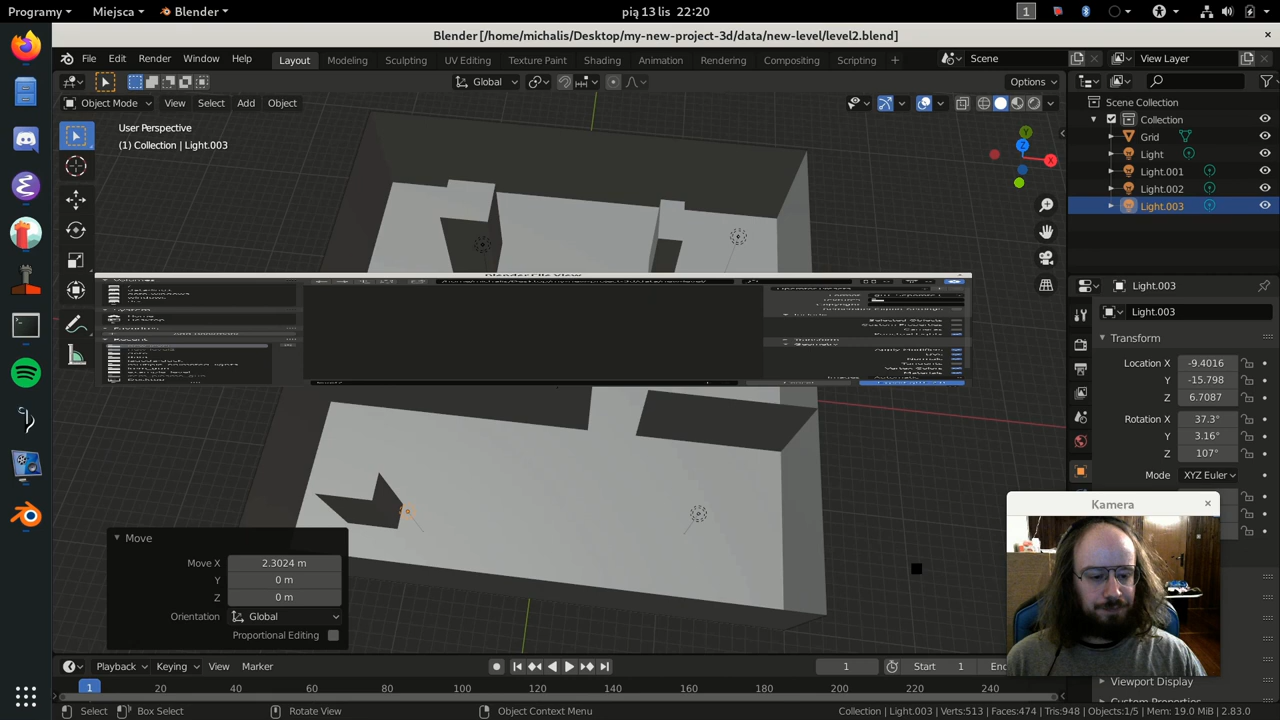 Programy
Miejsca
Blender
pią 13 lis 22:20
1
Blender [/home/michalis/Desktop/my-new-project-3d/data/new-level/level2.blend]
File Edit Render Window Help
Layout Modeling Sculpting UV Editing Texture Paint Shading Animation Rendering Compositing Scripting +
Scene
View Layer
Global
Options
Object Mode View Select Add Object
Scene Collection
Collection
Grid
Light
Light.001
Light.002
Light.003
User Perspective
(1) Collection | Light.003
Y
Z
X
Blender File View
Light.003
Light.003
Transform
Location X -9.4016
Y -15.798
Z 6.7087
Rotation X 37.3°
Y 3.16°
Z 107°
Mode XYZ Euler
Kamera
Move
Move X 2.3024 m
Y 0 m
Z 0 m
Orientation Global
Proportional Editing
Viewport Display
Custom Properties
Playback Keying View Marker
1
Start 1
1 20 40 60 80 100 120 140 160 180 200 220 240
Select Box Select Rotate View Object Context Menu
Collection | Light.003 | Verts:513 | Faces:474 | Tris:948 | Objects:1/5 | Mem: 19.0 MiB | 2.83.0